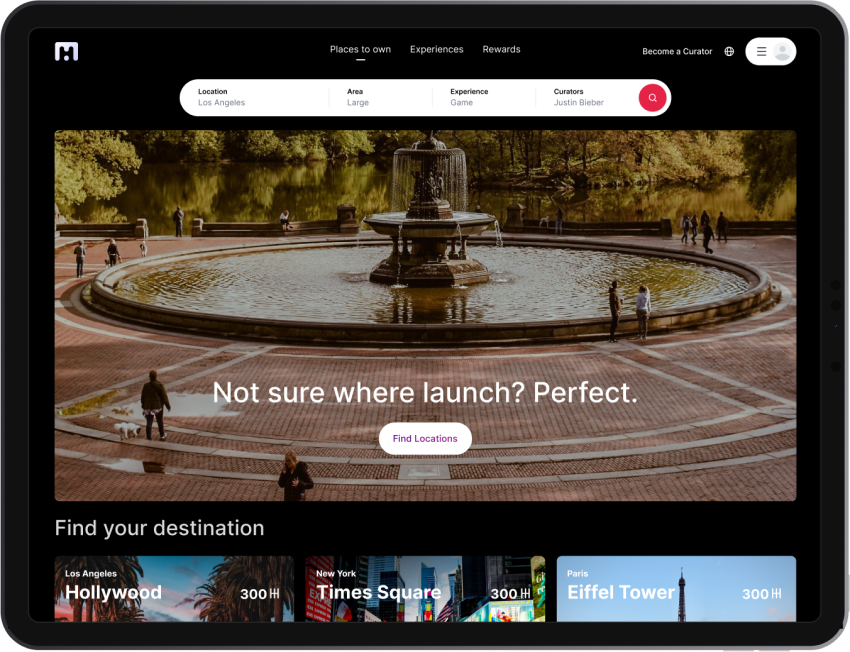 Places to own
Experiences
Rewards
Become a Curator
Location
Los Angeles
Area
Large
Experience
Game
Curators
Justin Bieber
Not sure where launch? Perfect.
Find Locations
Find your destination
Los Angeles
Hollywood
300
New York
Times Square
300
Paris
Eiffel Tower
300